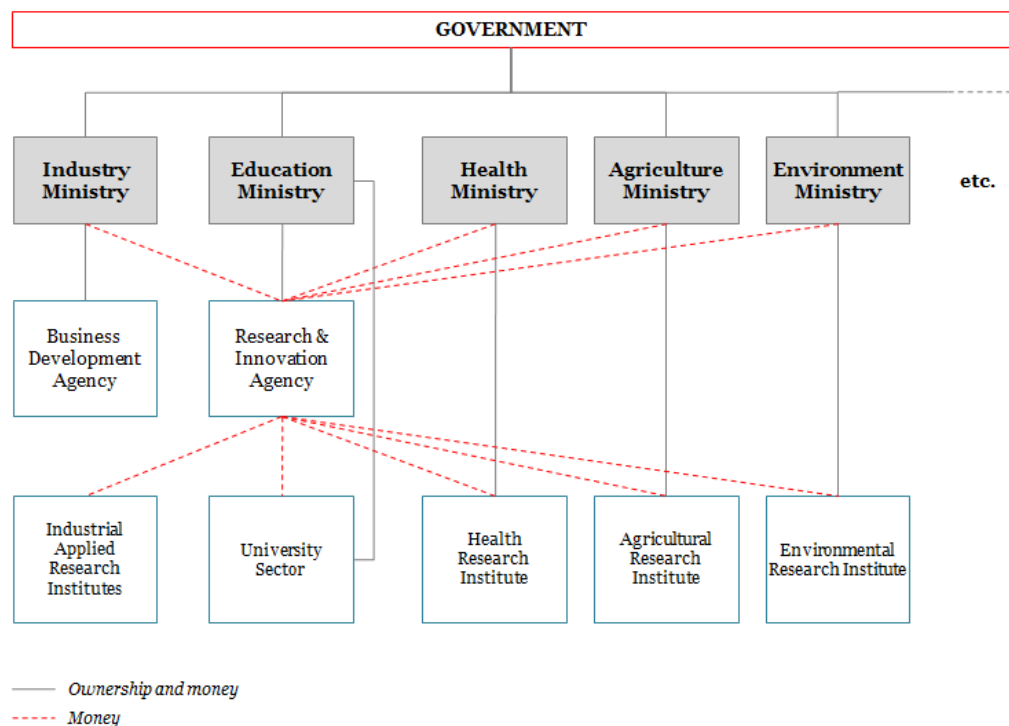 GOVERNMENT
Industry
Ministry
Education
Ministry
Health
Ministry
Agriculture
Ministry
Environment
Ministry
etc.
Business
Development
Agency
Research &
Innovation
Agency
Industrial
Applied
Research
Institutes
University
Sector
Health
Research
Institute
Agricultural
Research
Institute
Environmental
Research Institute
Ownership and money
Money